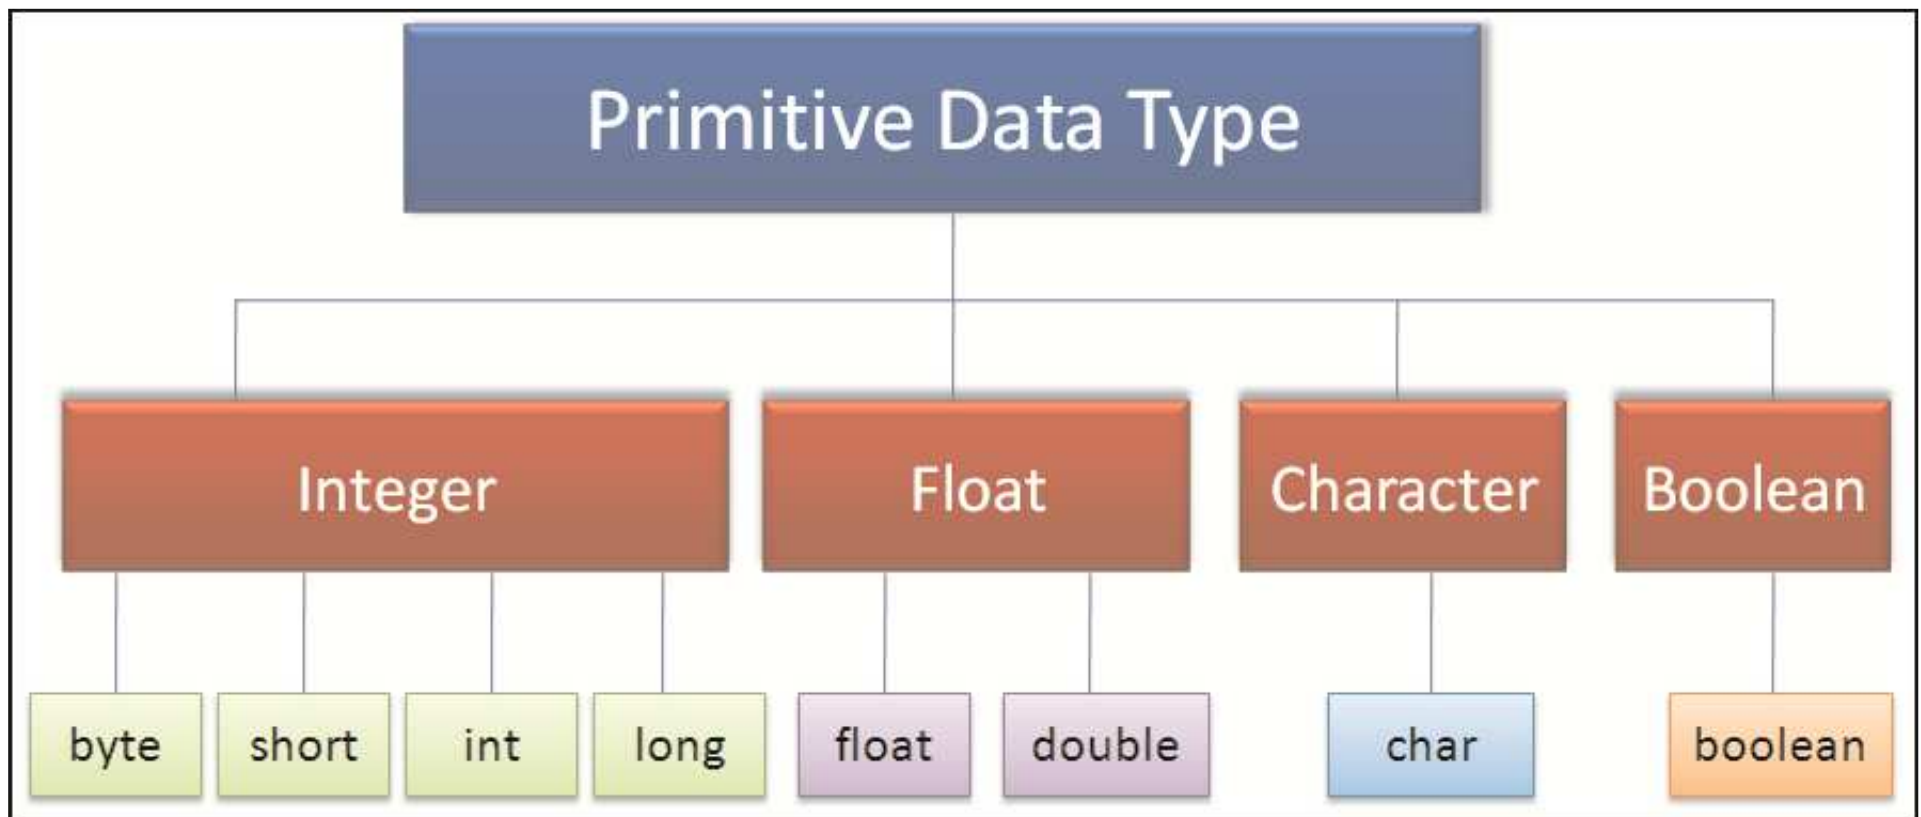 Primitive Data Type
Integer Float Character Boolean
byte short int long float double char boolean